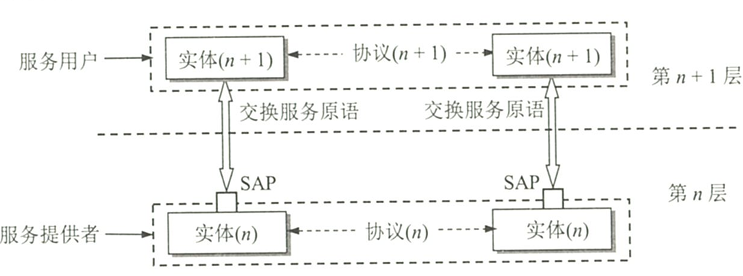 服务用户
实体(n + 1)
协议(n + 1)
实体(n + 1)
第 n + 1 层
交换服务原语
交换服务原语
SAP
SAP
第 n 层
服务提供者
实体(n)
协议(n)
实体(n)